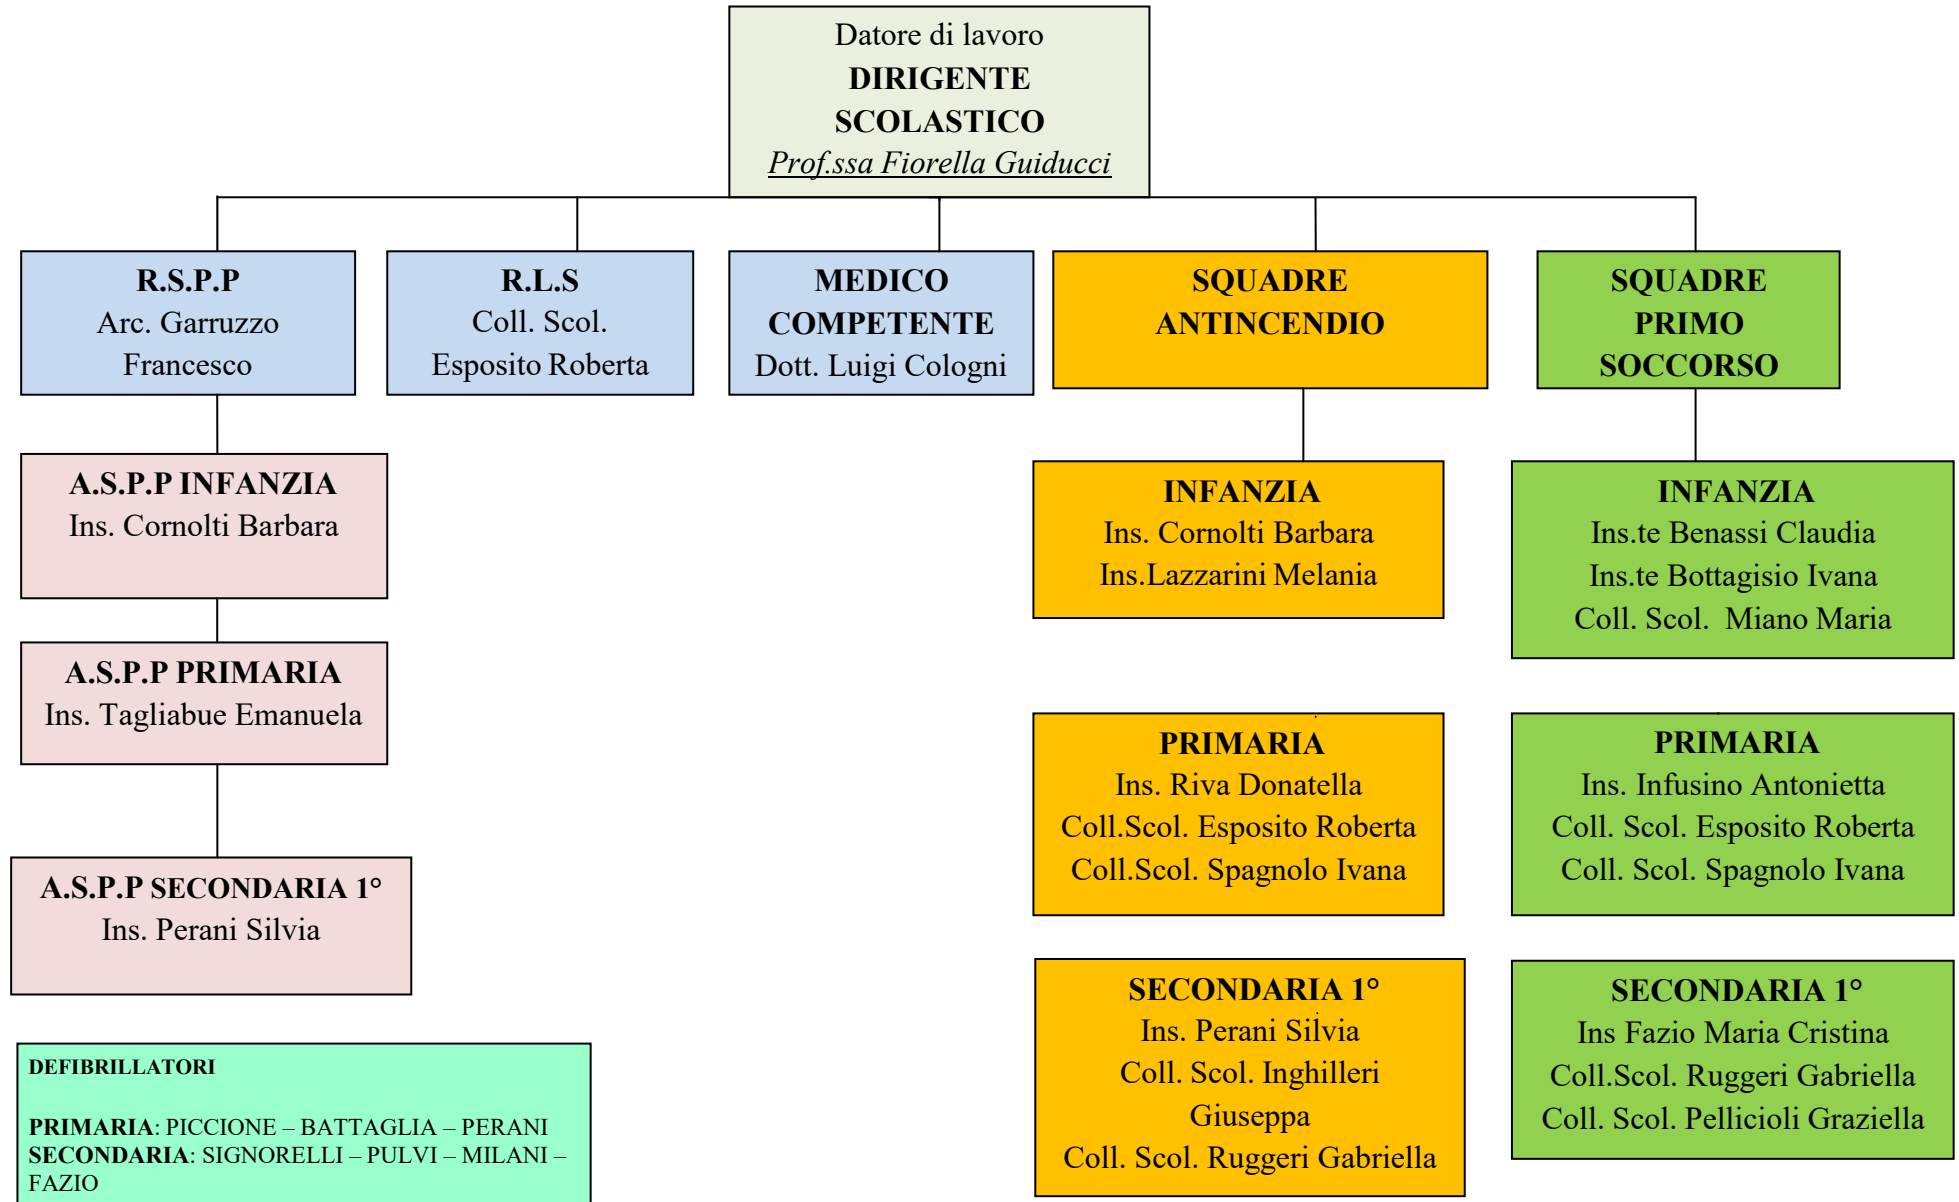 Datore di lavoro
DIRIGENTE
SCOLASTICO
Prof.ssa Fiorella Guiducci
R.S.P.P
Arc. Garruzzo
Francesco
R.L.S
Coll. Scol.
Esposito Roberta
MEDICO
COMPETENTE
Dott. Luigi Cologni
SQUADRE
ANTINCENDIO
SQUADRE
PRIMO
SOCCORSO
A.S.P.P INFANZIA
Ins. Cornolti Barbara
A.S.P.P PRIMARIA
Ins. Tagliabue Emanuela
A.S.P.P SECONDARIA 1°
Ins. Perani Silvia
INFANZIA
Ins. Cornolti Barbara
Ins.Lazzarini Melania
PRIMARIA
Ins. Riva Donatella
Coll.Scol. Esposito Roberta
Coll.Scol. Spagnolo Ivana
SECONDARIA 1°
Ins. Perani Silvia
Coll. Scol. Inghilleri
Giuseppa
Coll. Scol. Ruggeri Gabriella
INFANZIA
Ins.te Benassi Claudia
Ins.te Bottagisio Ivana
Coll. Scol.  Miano Maria
PRIMARIA
Ins. Infusino Antonietta
Coll. Scol. Esposito Roberta
Coll. Scol. Spagnolo Ivana
SECONDARIA 1°
Ins Fazio Maria Cristina
Coll.Scol. Ruggeri Gabriella
Coll. Scol. Pellicioli Graziella
DEFIBRILLATORI
PRIMARIA: PICCIONE – BATTAGLIA – PERANI
SECONDARIA: SIGNORELLI – PULVI – MILANI –
FAZIO